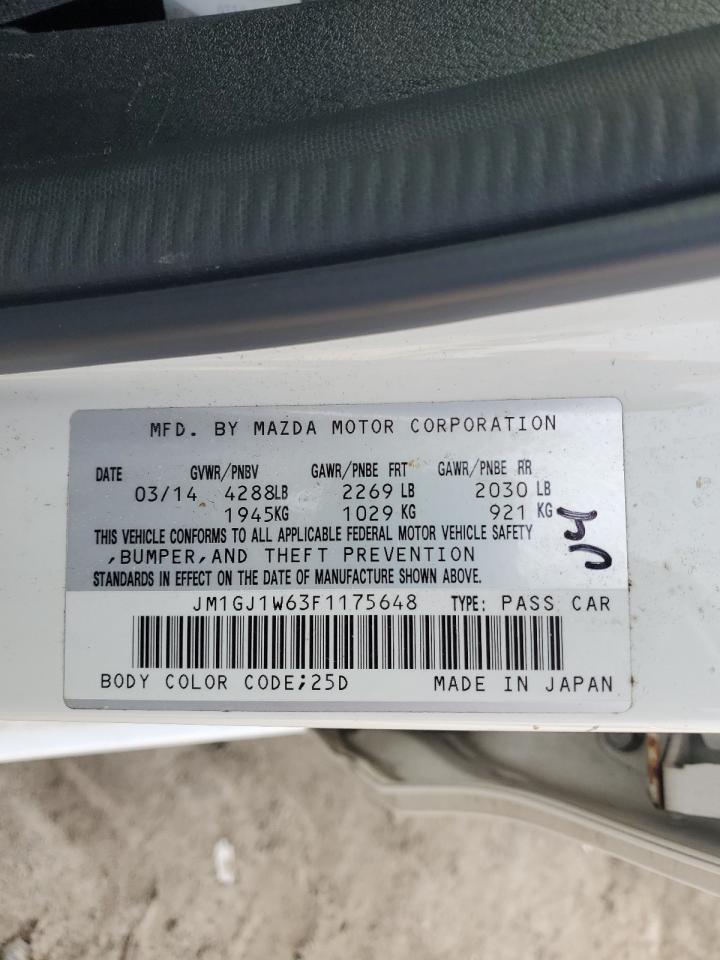 MFD. BY MAZDA MOTOR CORPORATION
DATE GVWR/PNBV GAWR/PNBE FRT GAWR/PNBE RR
03/14 4288LB 2269 LB 2030 LB
1945KG 1029 KG 921 KG
THIS VEHICLE CONFORMS TO ALL APPLICABLE FEDERAL MOTOR VEHICLE SAFETY
,BUMPER,AND THEFT PREVENTION
STANDARDS IN EFFECT ON THE DATE OF MANUFACTURE SHOWN ABOVE.
JM1GJ1W63F1175648 TYPE: PASS CAR
BODY COLOR CODE;25D MADE IN JAPAN